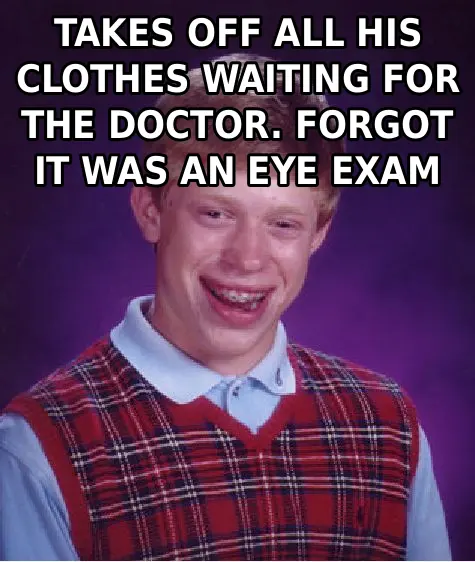 TAKES OFF ALL HIS
CLOTHES WAITING FOR
THE DOCTOR. FORGOT
IT WAS AN EYE EXAM